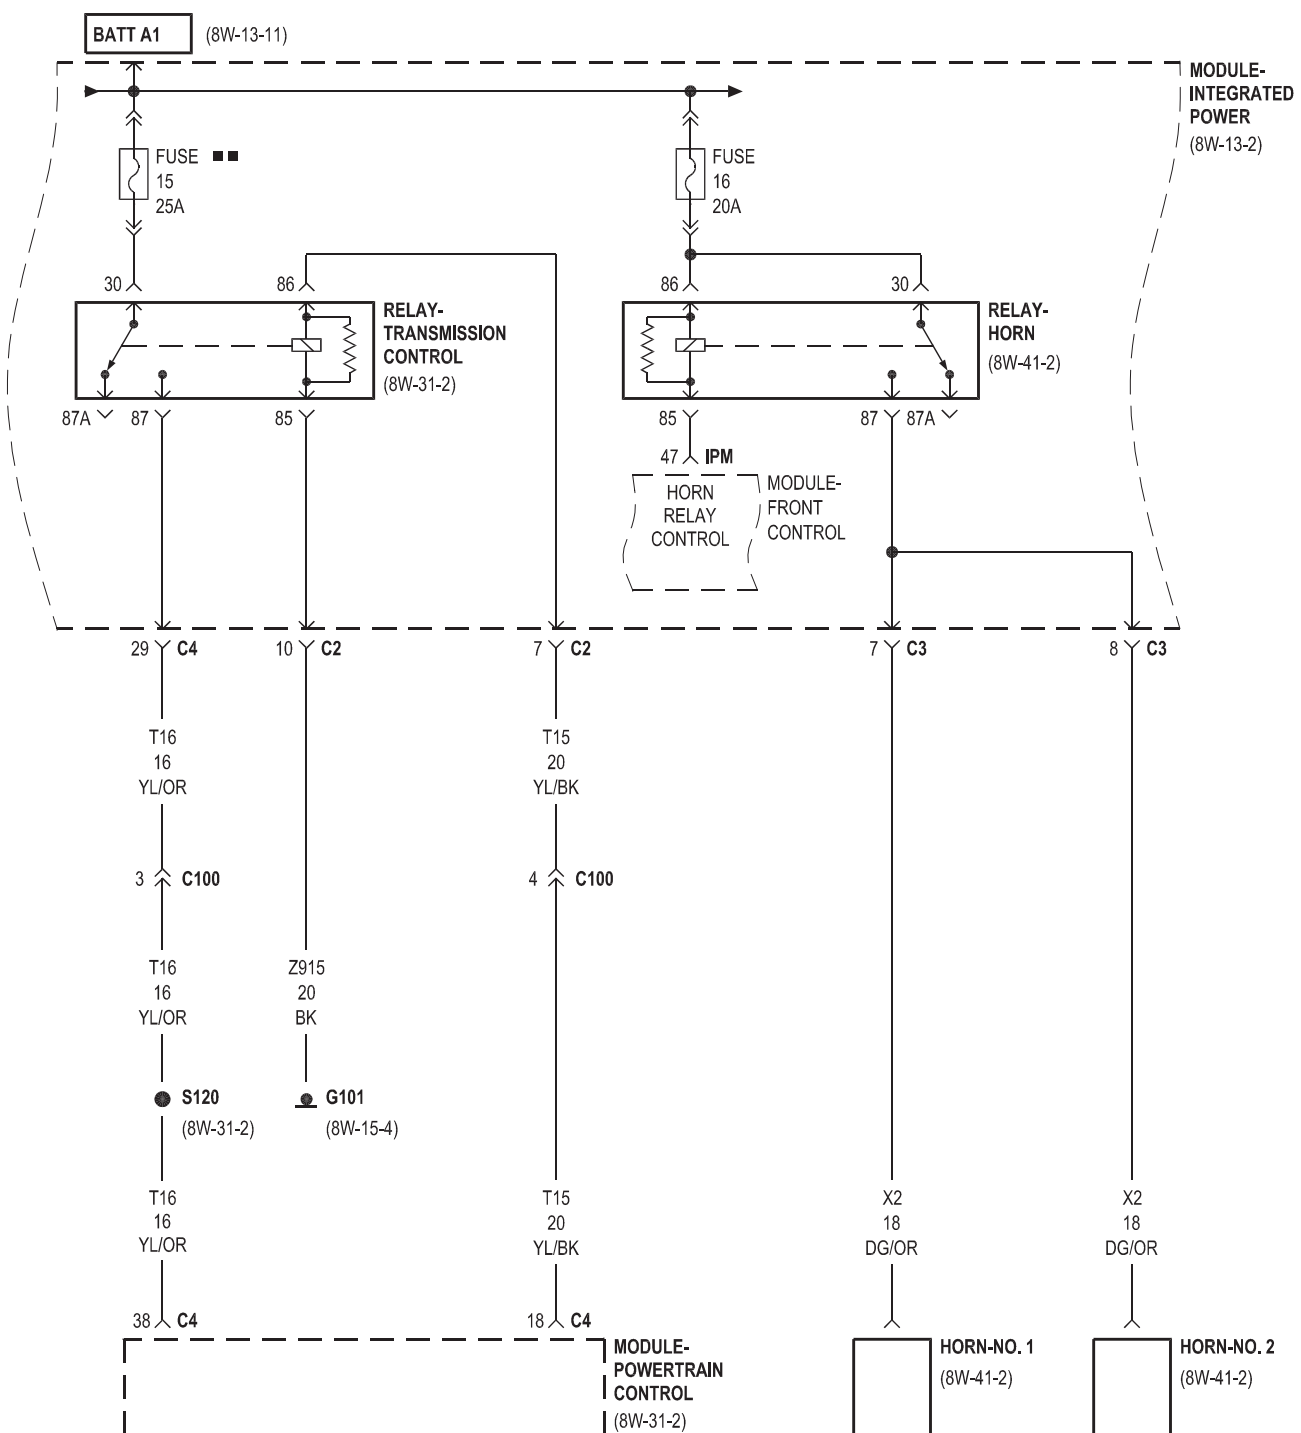 BATT A1 (8W-13-11)
MODULE-
INTEGRATED
POWER
(8W-13-2)
FUSE
15
25A
FUSE
16
20A
30 86
RELAY-
TRANSMISSION
CONTROL
(8W-31-2)
86 30
RELAY-
HORN
(8W-41-2)
87A 87 85
85 87 87A
47 IPM
HORN
RELAY
CONTROL
MODULE-
FRONT
CONTROL
29 C4 10 C2 7 C2 7 C3 8 C3
T16
16
YL/OR
T15
20
YL/BK
3 C100 4 C100
T16
16
YL/OR
Z915
20
BK
S120
(8W-31-2)
G101
(8W-15-4)
T16
16
YL/OR
T15
20
YL/BK
X2
18
DG/OR
X2
18
DG/OR
38 C4 18 C4
MODULE-
POWERTRAIN
CONTROL
(8W-31-2)
HORN-NO. 1
(8W-41-2)
HORN-NO. 2
(8W-41-2)